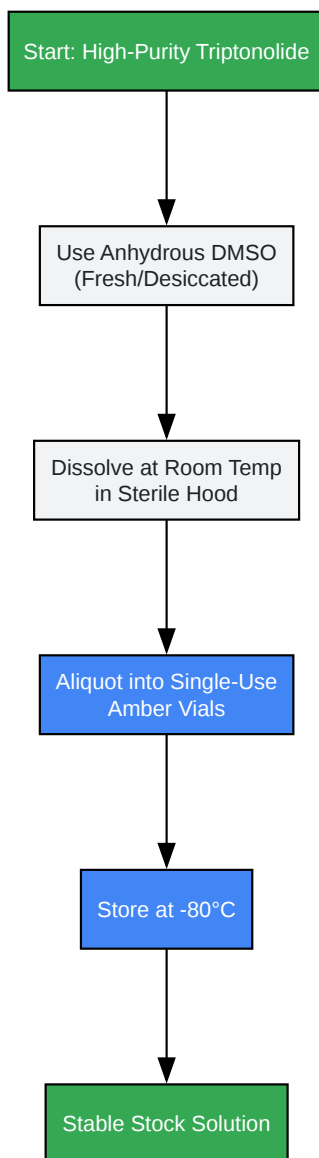 Start: High-Purity Triptonolide
Use Anhydrous DMSO
(Fresh/Desiccated)
Dissolve at Room Temp
in Sterile Hood
Aliquot into Single-Use
Amber Vials
Store at -80°C
Stable Stock Solution